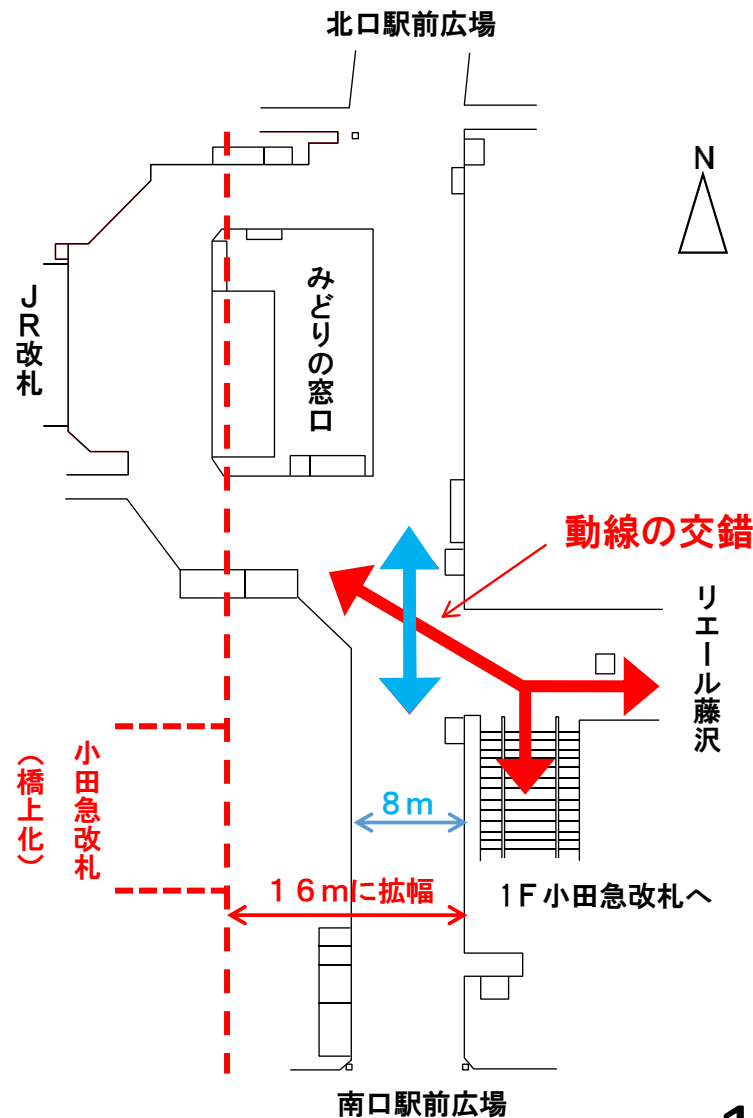 北口駅前広場
N
みどりの窓口
ＪＲ改札
動線の交錯
リエール藤沢
小田急改札
（橋上化）
８ｍ
１６ｍに拡幅
１Ｆ小田急改札へ
南口駅前広場